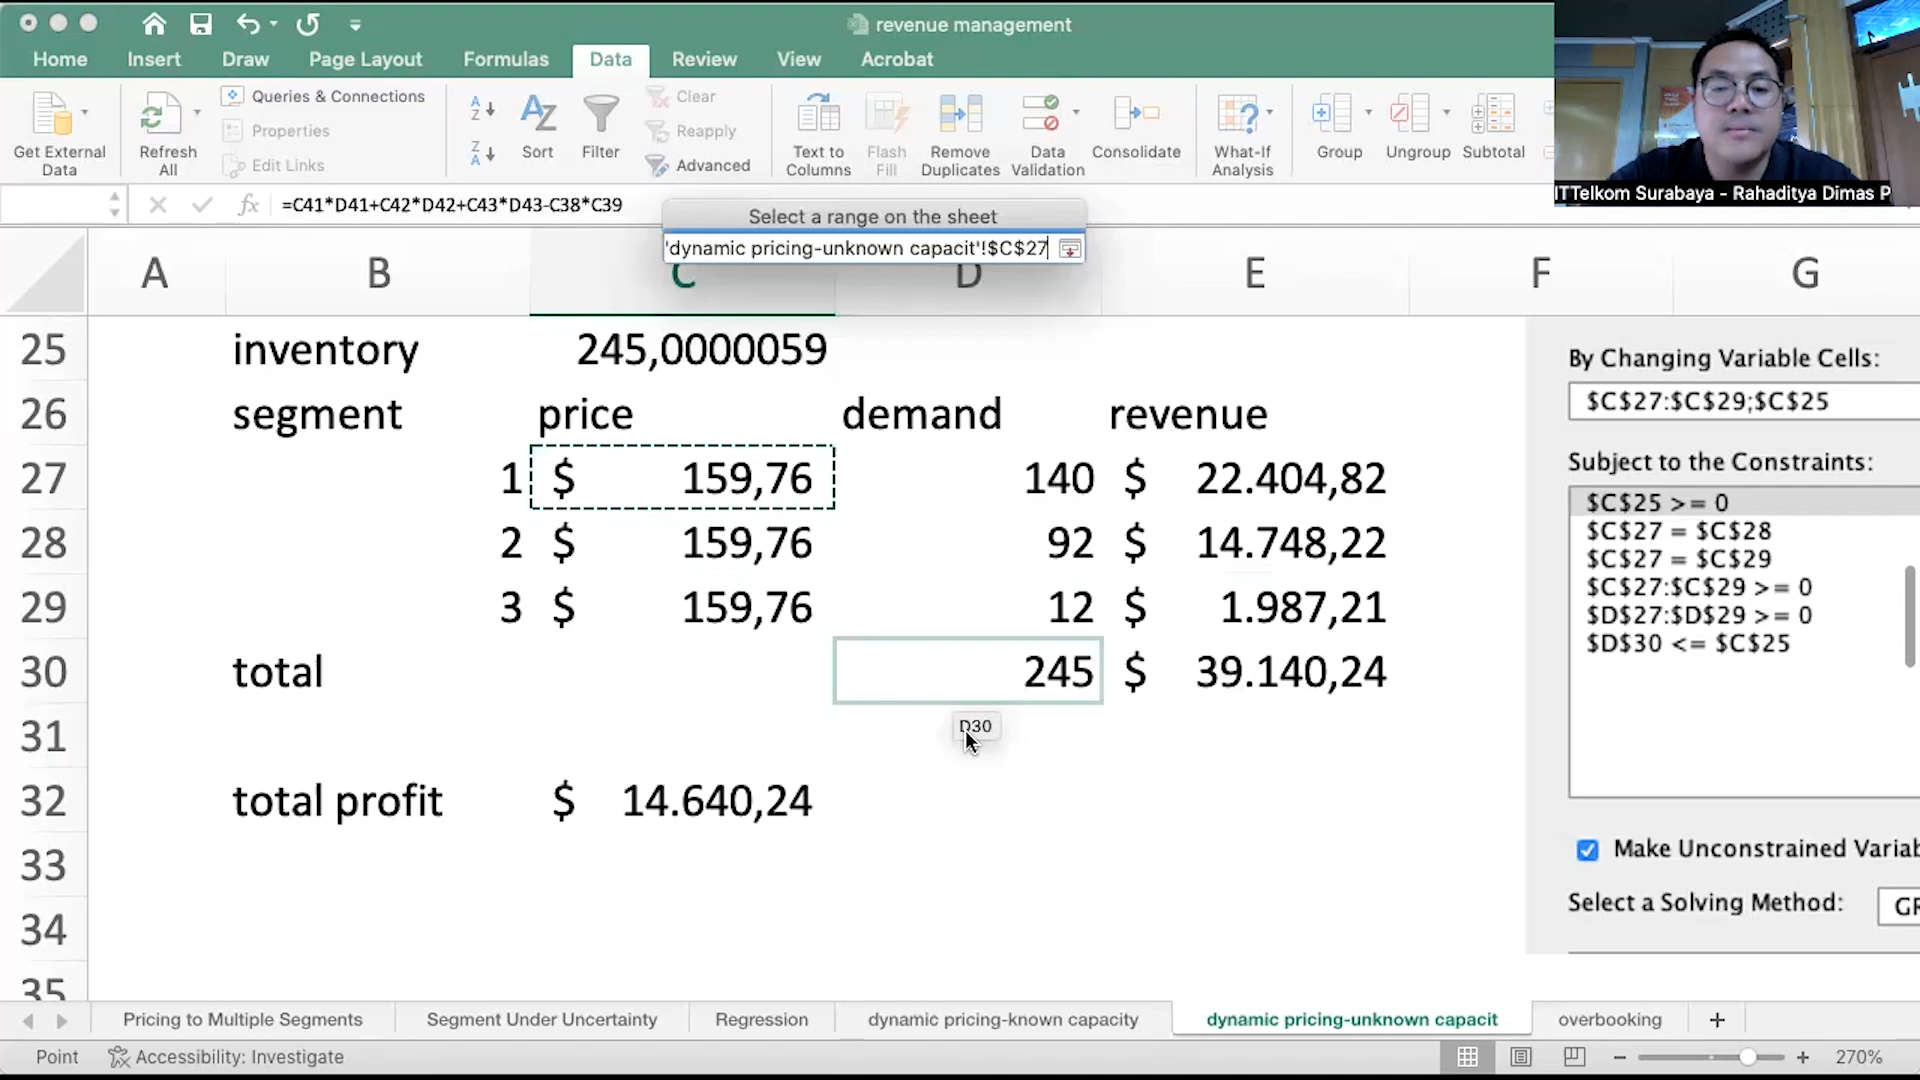 revenue management
Home Insert Draw Page Layout Formulas Data Review View Acrobat
Get External Data
Refresh All
Queries & Connections
Properties
Edit Links
A Z
Z A
Sort
Filter
Clear
Reapply
Advanced
Text to Columns
Flash Fill
Remove Duplicates
Data Validation
Consolidate
What-If Analysis
Group
Ungroup
Subtotal
ITTelkom Surabaya - Rahaditya Dimas P
fx =C41*D41+C42*D42+C43*D43-C38*C39
Select a range on the sheet
'dynamic pricing-unknown capacit'!$C$27
A B C D E F G
25 inventory 245,0000059
26 segment price demand revenue
27 1 $ 159,76 140 $ 22.404,82
28 2 $ 159,76 92 $ 14.748,22
29 3 $ 159,76 12 $ 1.987,21
30 total 245 $ 39.140,24
31
D30
32 total profit $ 14.640,24
33
34
35
By Changing Variable Cells:
$C$27:$C$29;$C$25
Subject to the Constraints:
$C$25 >= 0
$C$27 = $C$28
$C$27 = $C$29
$C$27:$C$29 >= 0
$D$27:$D$29 >= 0
$D$30 <= $C$25
Make Unconstrained Variab
Select a Solving Method:
Pricing to Multiple Segments Segment Under Uncertainty Regression dynamic pricing-known capacity dynamic pricing-unknown capacit overbooking +
Point Accessibility: Investigate 270%